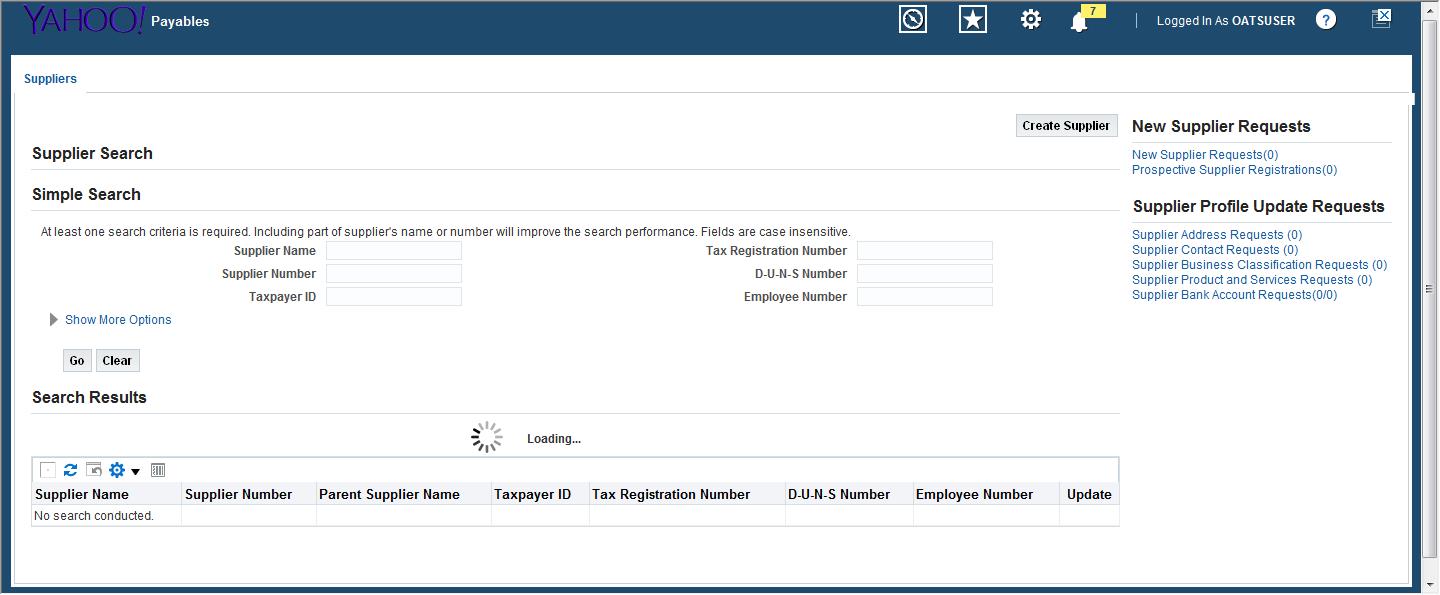 YAHOO! Payables
7
Logged In As OATSUSER
?
Suppliers
Create Supplier
New Supplier Requests
New Supplier Requests(0)
Prospective Supplier Registrations(0)
Supplier Profile Update Requests
Supplier Address Requests (0)
Supplier Contact Requests (0)
Supplier Business Classification Requests (0)
Supplier Product and Services Requests (0)
Supplier Bank Account Requests(0/0)
Supplier Search
Simple Search
At least one search criteria is required. Including part of supplier's name or number will improve the search performance. Fields are case insensitive.
Supplier Name
Tax Registration Number
Supplier Number
D-U-N-S Number
Taxpayer ID
Employee Number
Show More Options
Go Clear
Search Results
Loading...
Supplier Name Supplier Number Parent Supplier Name Taxpayer ID Tax Registration Number D-U-N-S Number Employee Number Update
No search conducted.